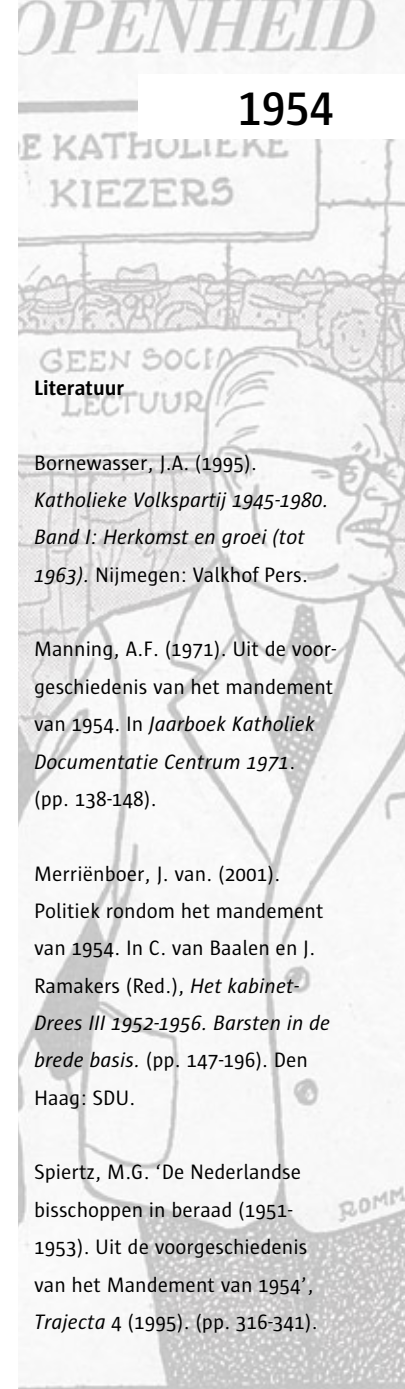 OPENHEID
1954
E KATHOLIEKE
KIEZERS
GEEN SOCIA
LECTUUR
Literatuur
Bornewasser, J.A. (1995).
Katholieke Volkspartij 1945-1980.
Band I: Herkomst en groei (tot
1963). Nijmegen: Valkhof Pers.
Manning, A.F. (1971). Uit de voor-
geschiedenis van het mandement
van 1954. In Jaarboek Katholiek
Documentatie Centrum 1971.
(pp. 138-148).
Merriënboer, J. van. (2001).
Politiek rondom het mandement
van 1954. In C. van Baalen en J.
Ramakers (Red.), Het kabinet-
Drees III 1952-1956. Barsten in de
brede basis. (pp. 147-196). Den
Haag: SDU.
Spiertz, M.G. ‘De Nederlandse
bisschoppen in beraad (1951-
1953). Uit de voorgeschiedenis
van het Mandement van 1954’,
Trajecta 4 (1995). (pp. 316-341).
ROMM